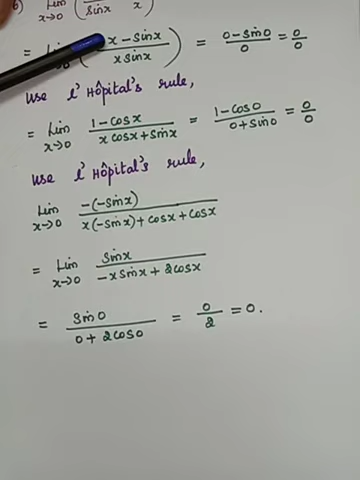 6) Lim x→0 (/sinx x)
= Lim ( x - sinx / x sinx ) = 0 - sin0 / 0 = 0/0
use l' Hôpital's rule,
= Lim x→0 1 - cosx / x cosx + sinx = 1 - cos0 / 0 + sin0 = 0/0
use l' Hôpital's rule,
Lim x→0 -(-sinx) / x(-sinx) + cosx + cosx
= Lim x→0 sinx / -x sinx + 2cosx
= sin0 / 0 + 2cos0 = 0/2 = 0.